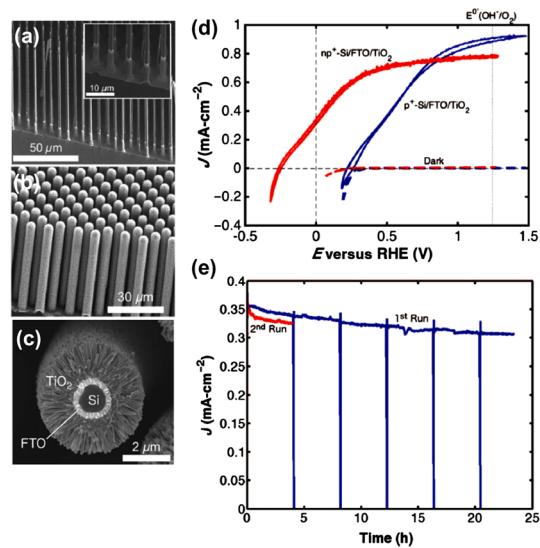 (a)
10 µm
50 µm
(b)
30 µm
(c)
TiO2
Si
FTO
2 µm
(d)
E0'(OH-/O2)
np+-Si/FTO/TiO2
p+-Si/FTO/TiO2
Dark
J (mA-cm-2)
1
0.8
0.6
0.4
0.2
0
-0.2
-0.4
-0.5
0
0.5
1
1.5
E versus RHE (V)
(e)
J (mA-cm-2)
0.4
0.35
0.3
0.25
0.2
0.15
0.1
0.05
0
1st Run
2nd Run
0
5
10
15
20
25
Time (h)